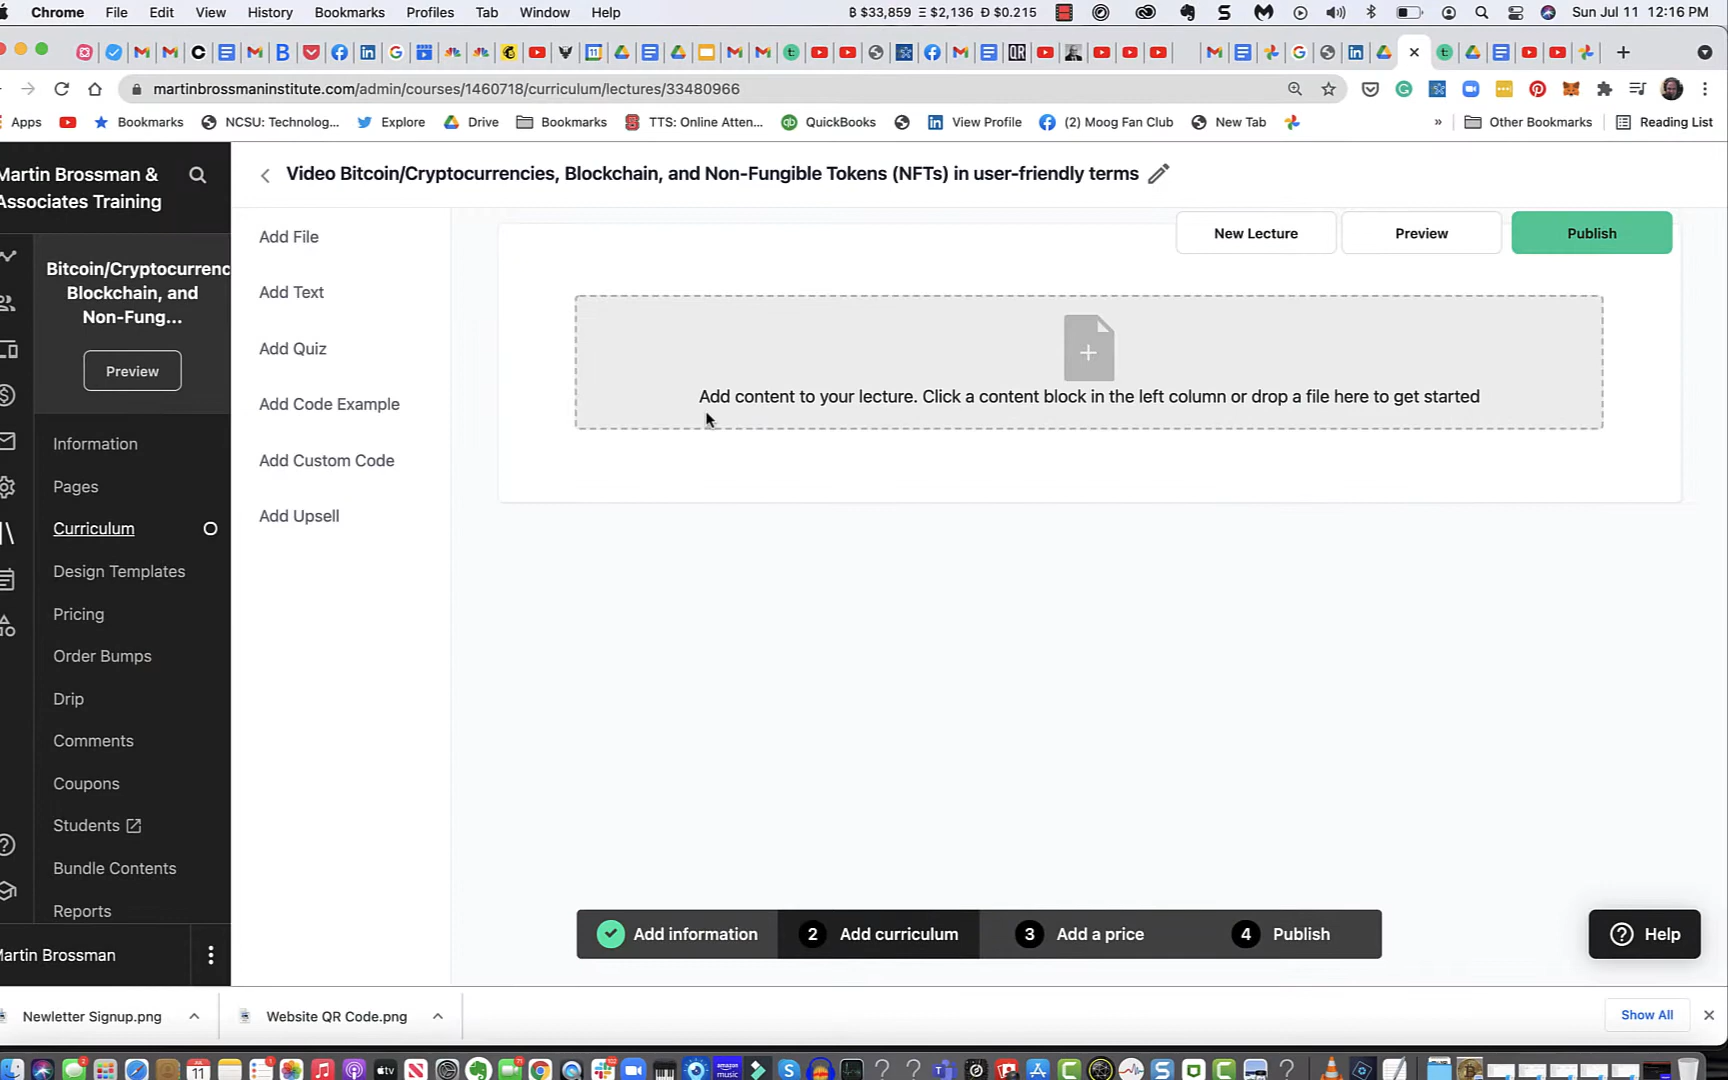 Chrome File Edit View History Bookmarks Profiles Tab Window Help
฿ $33,859 Ξ $2,136 Ð $0.215
Sun Jul 11 12:16 PM
martinbrossmaninstitute.com/admin/courses/1460718/curriculum/lectures/33480966
Apps Bookmarks NCSU: Technolog... Explore Drive Bookmarks TTS: Online Atten... QuickBooks View Profile (2) Moog Fan Club New Tab » Other Bookmarks Reading List
Martin Brossman &
Associates Training
Video Bitcoin/Cryptocurrencies, Blockchain, and Non-Fungible Tokens (NFTs) in user-friendly terms
Bitcoin/Cryptocurrenc
Blockchain, and
Non-Fung...
Preview
Information
Pages
Curriculum
Design Templates
Pricing
Order Bumps
Drip
Comments
Coupons
Students
Bundle Contents
Reports
Martin Brossman
Add File
Add Text
Add Quiz
Add Code Example
Add Custom Code
Add Upsell
New Lecture
Preview
Publish
Add content to your lecture. Click a content block in the left column or drop a file here to get started
Add information
2 Add curriculum
3 Add a price
4 Publish
Help
Newletter Signup.png
Website QR Code.png
Show All